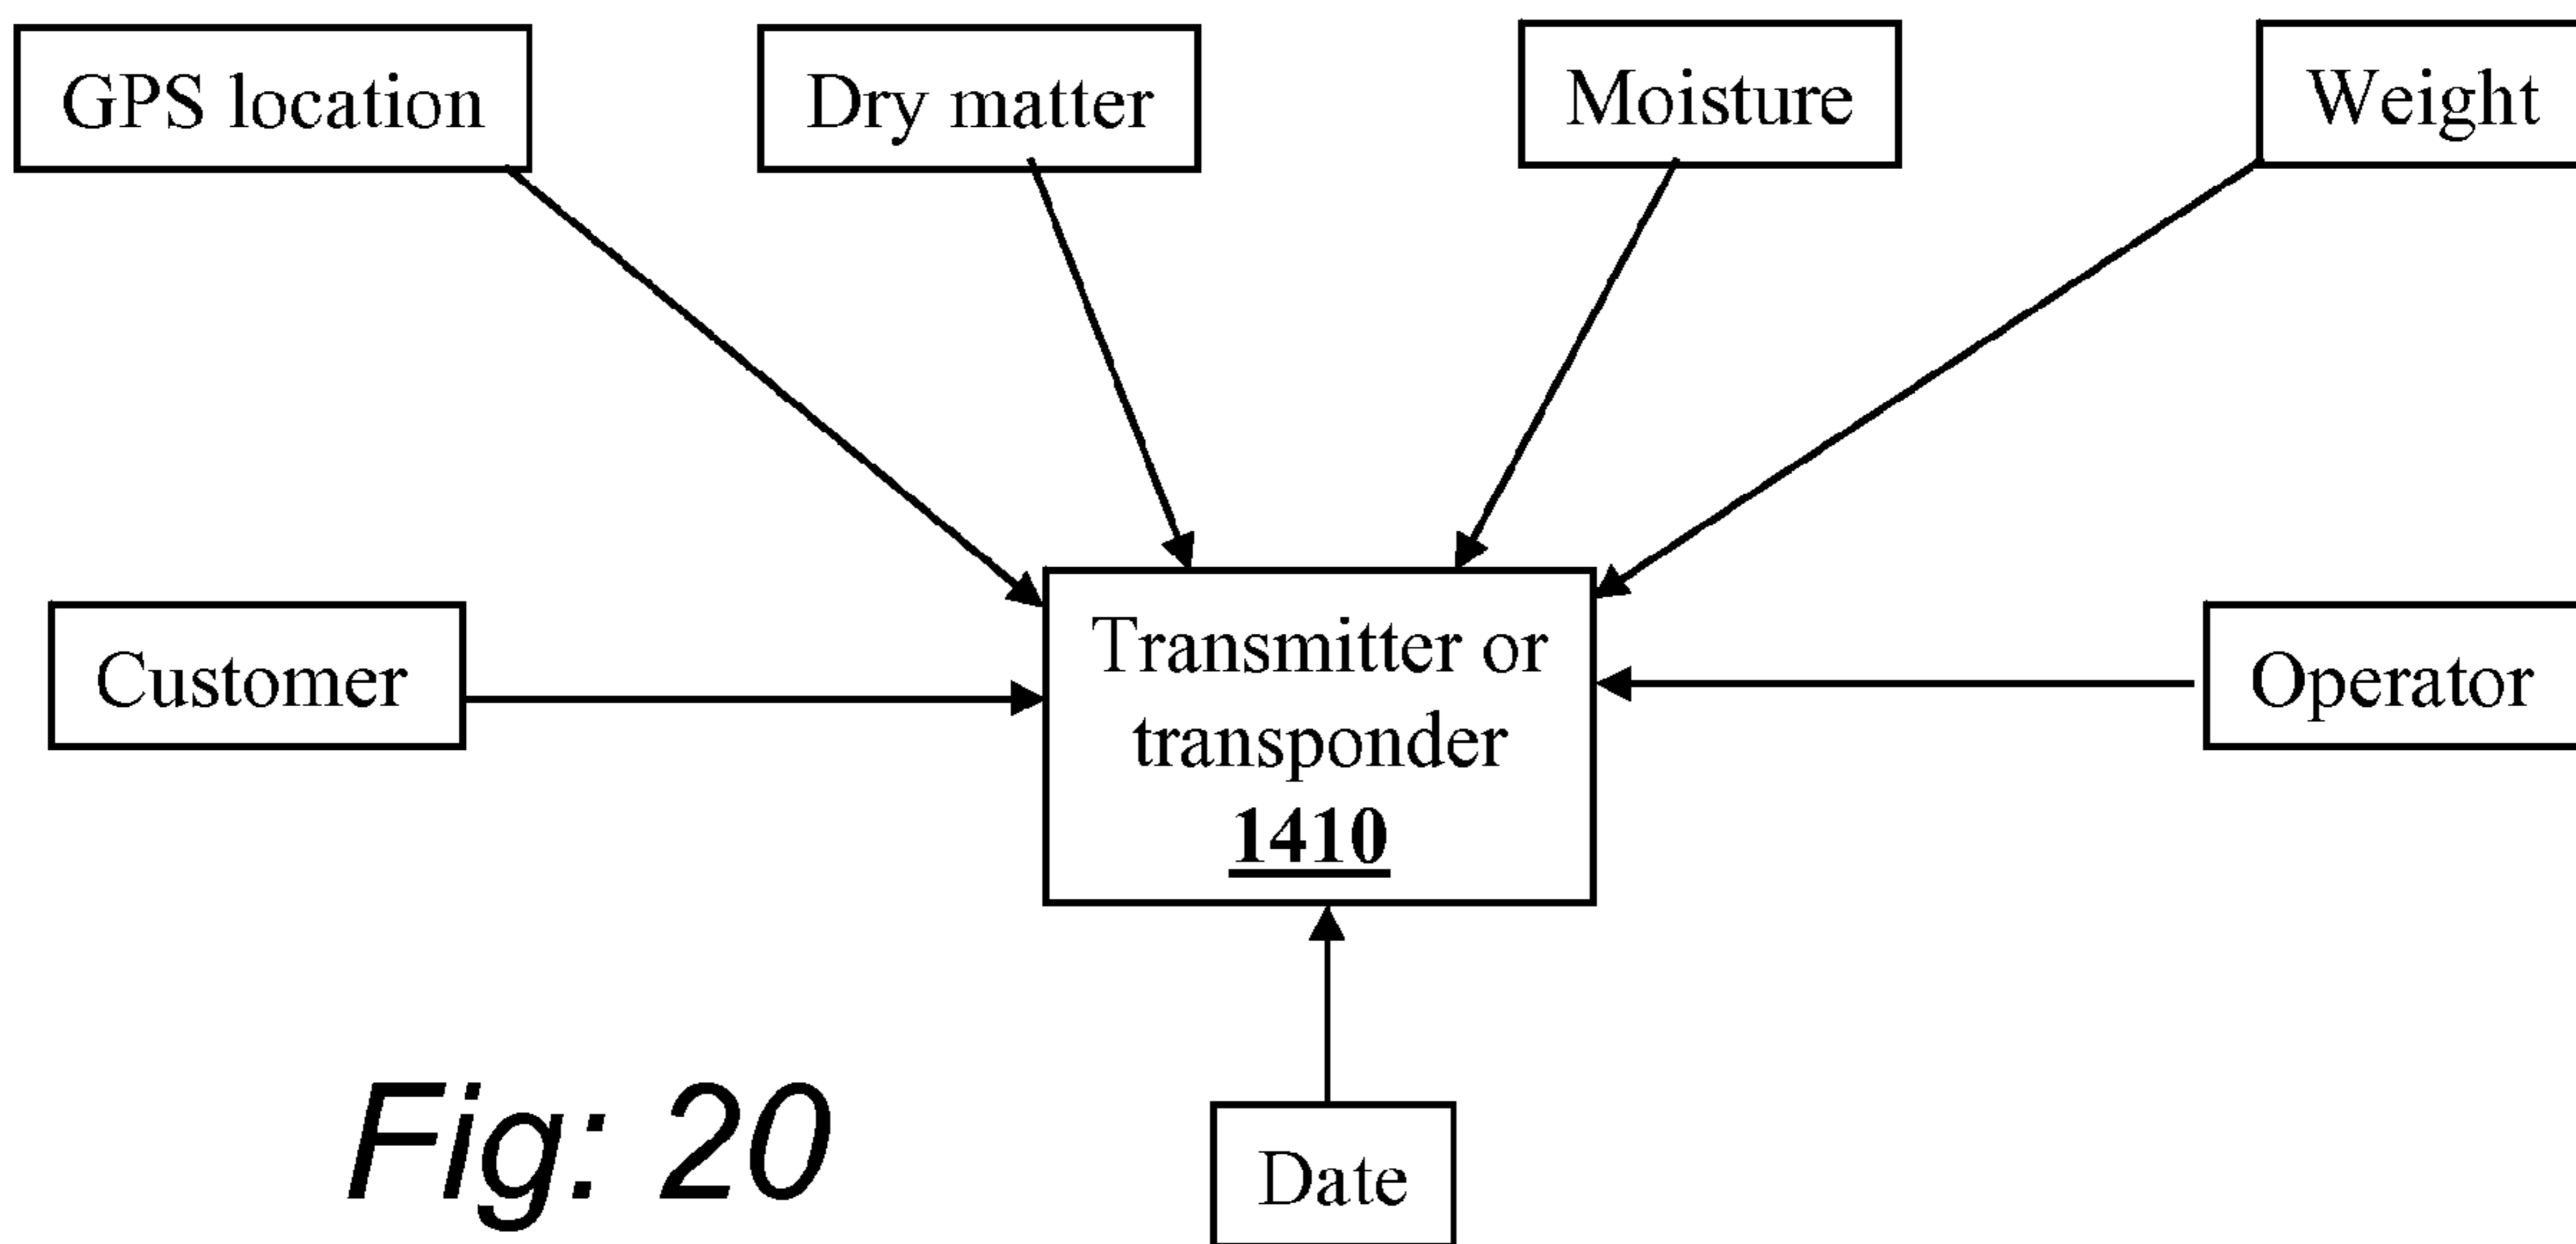 GPS location
Dry matter
Moisture
Weight
Customer
Transmitter or
transponder
1410
Operator
Date
Fig: 20